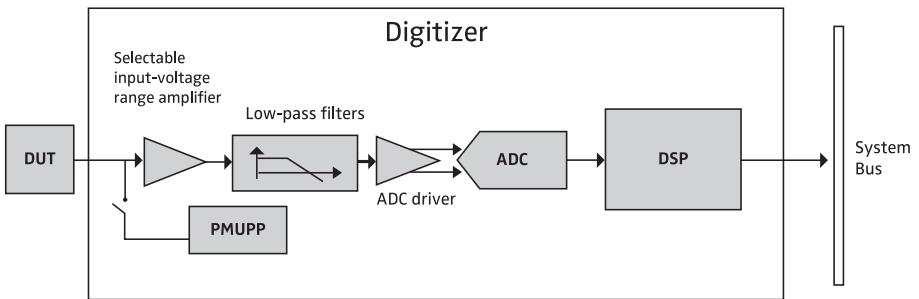 Digitizer
Selectable
input-voltage
range amplifier
Low-pass filters
DUT
ADC
DSP
System
Bus
ADC driver
PMUPP